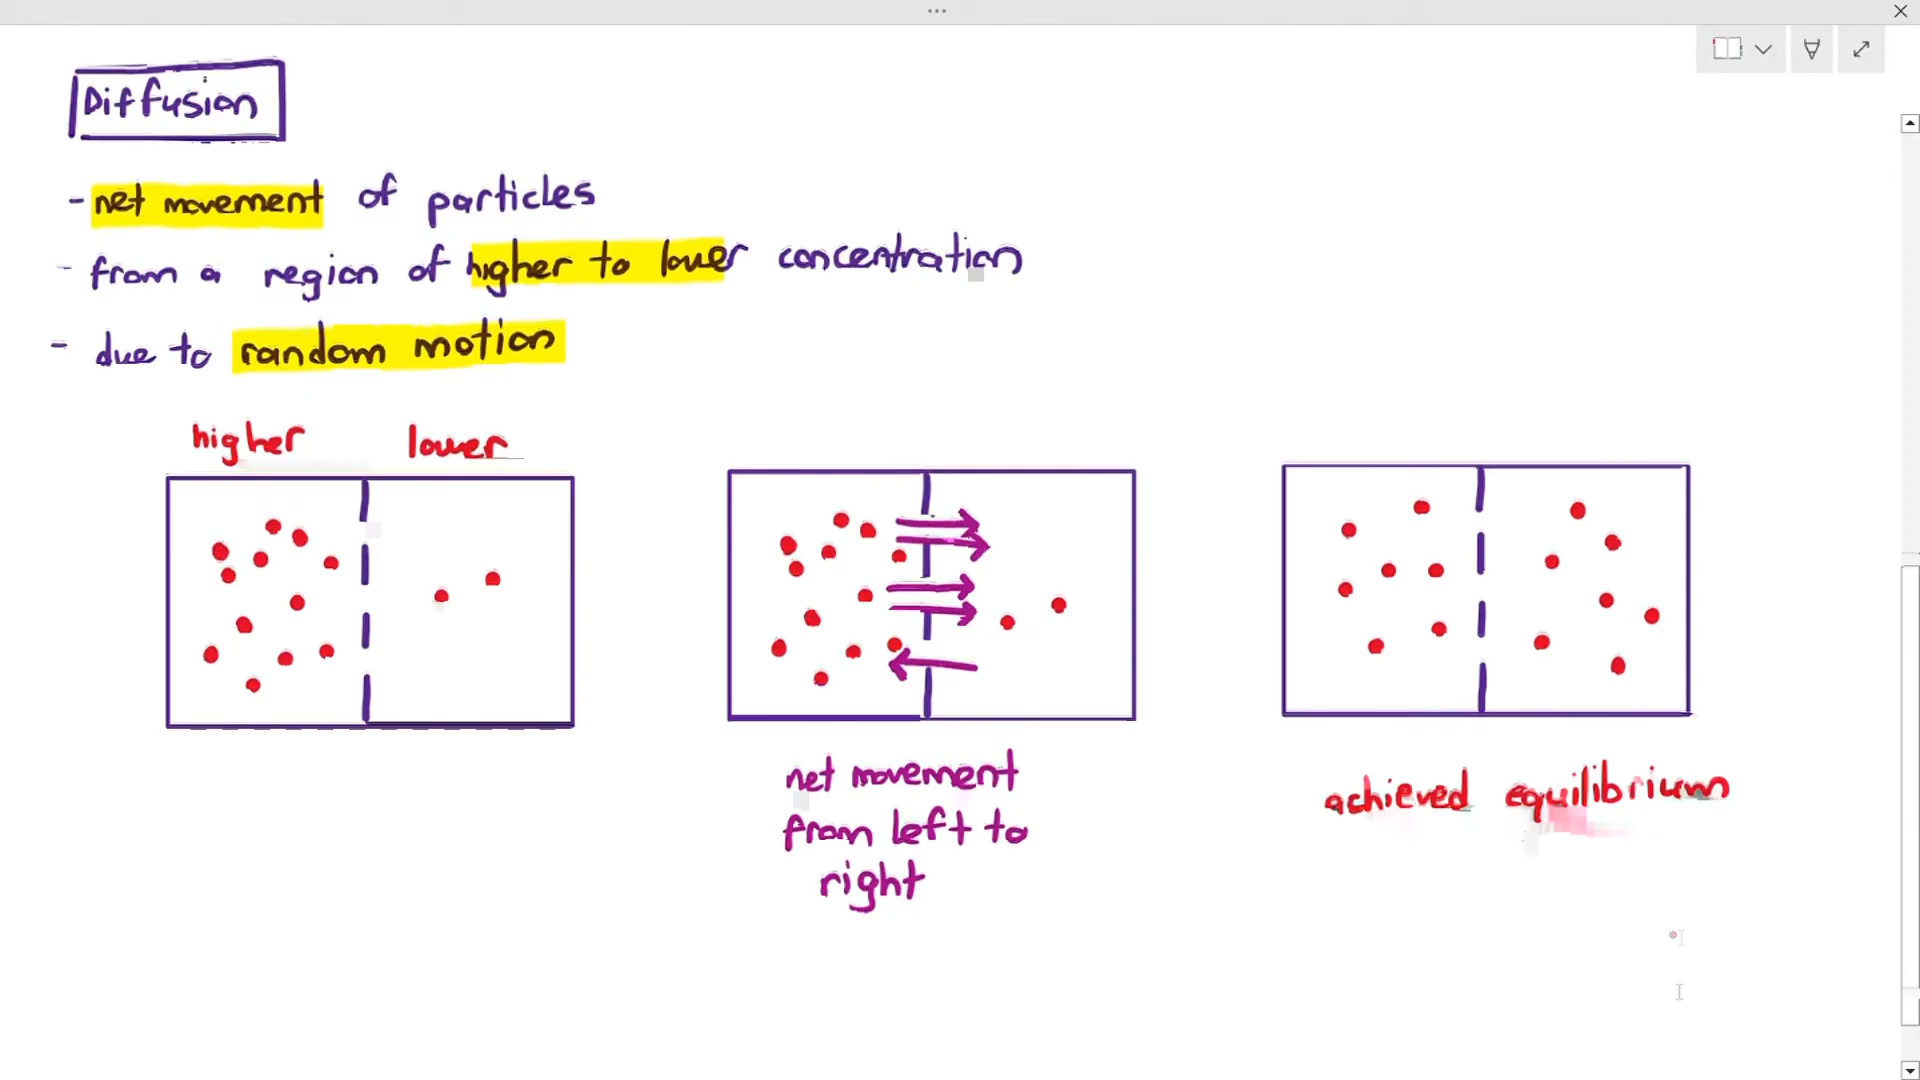 Diffusion
- net movement of particles
- from a region of higher to lower concentration
- due to random motion
higher lower
net movement
from left to
right
achieved equilibrium